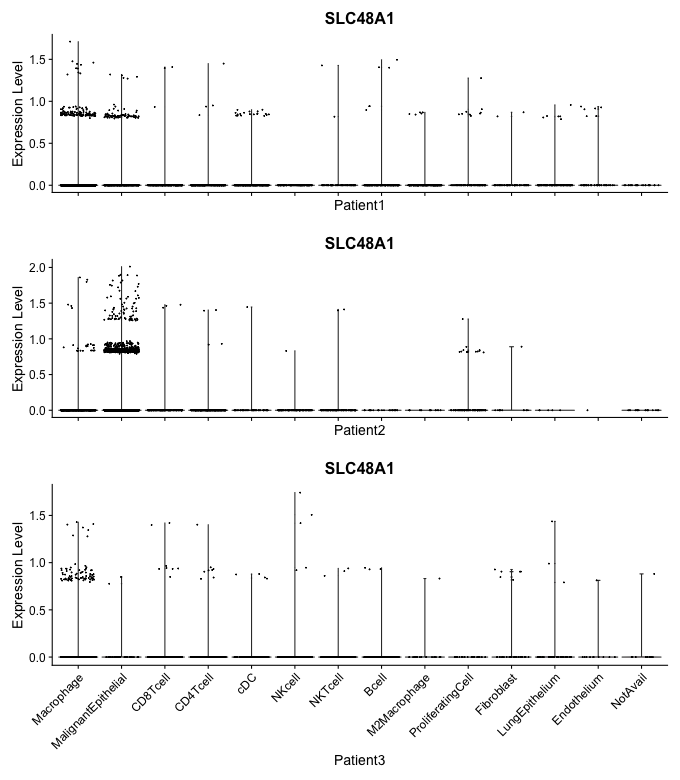 SLC48A1
Expression Level
1.5
1.0
0.5
0.0
Patient1
SLC48A1
Expression Level
2.0
1.5
1.0
0.5
0.0
Patient2
SLC48A1
Expression Level
1.5
1.0
0.5
0.0
Macrophage
MalignantEpithelial
CD8Tcell
CD4Tcell
cDC
NKcell
NKTcell
Bcell
M2Macrophage
ProliferatingCell
Fibroblast
LungEpithelium
Endothelium
NotAvail
Patient3